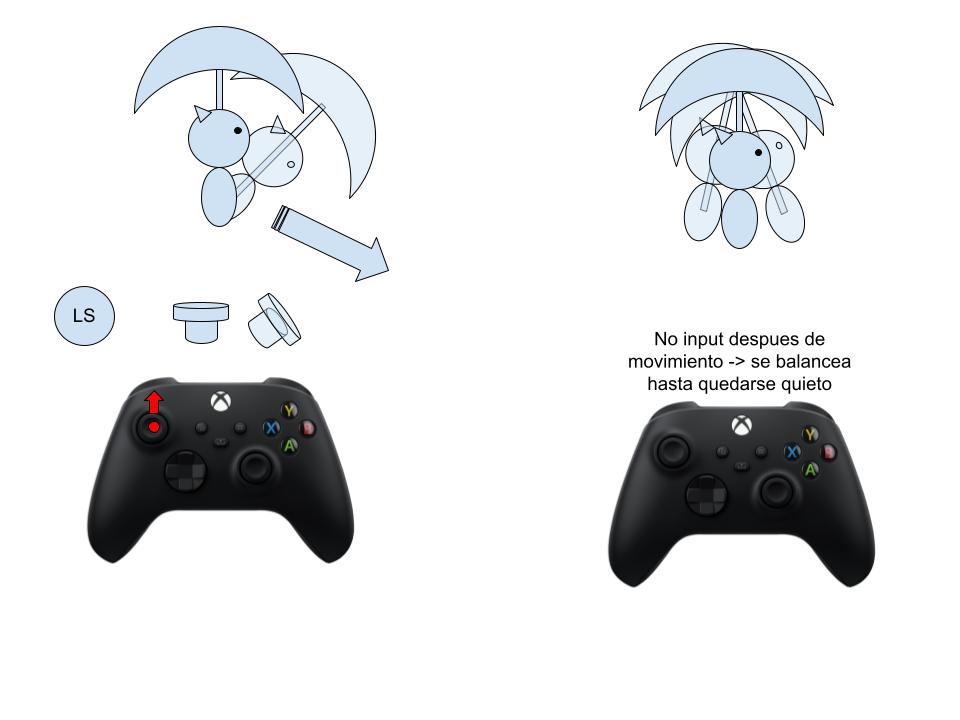 LS
Y
X
B
A
No input despues de
movimiento -> se balancea
hasta quedarse quieto
Y
X
B
A